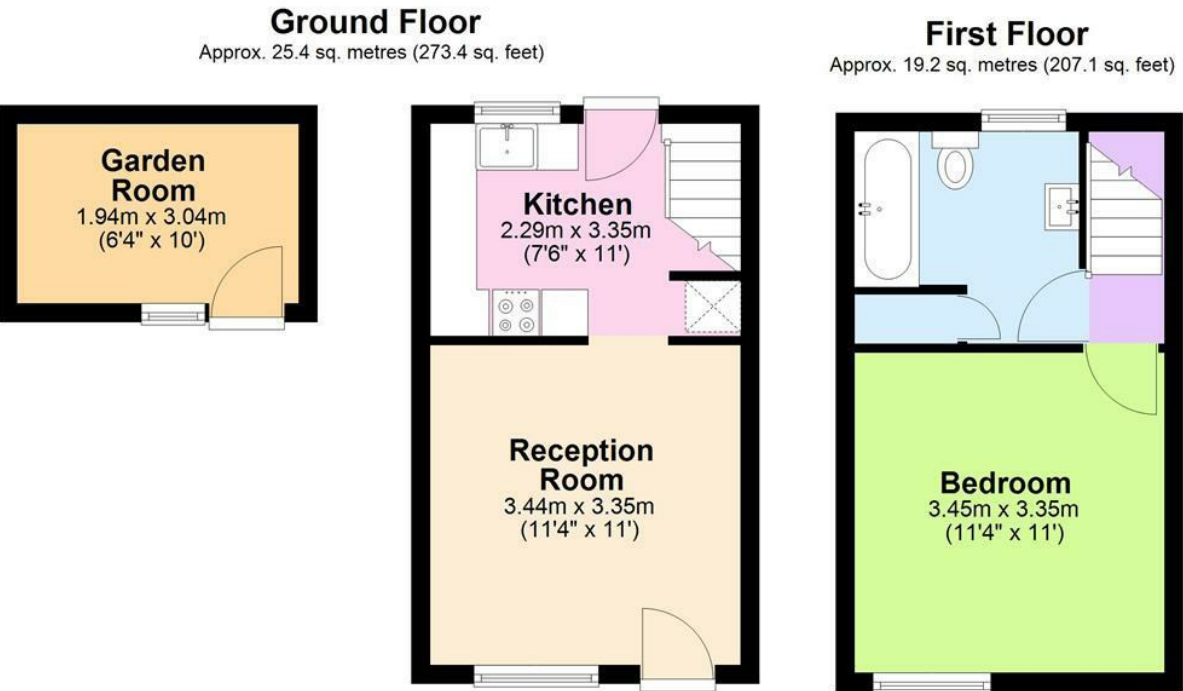 Ground Floor
Approx. 25.4 sq. metres (273.4 sq. feet)
First Floor
Approx. 19.2 sq. metres (207.1 sq. feet)
Garden
Room
1.94m x 3.04m
(6'4" x 10')
Kitchen
2.29m x 3.35m
(7'6" x 11')
Reception
Room
3.44m x 3.35m
(11'4" x 11')
Bedroom
3.45m x 3.35m
(11'4" x 11')